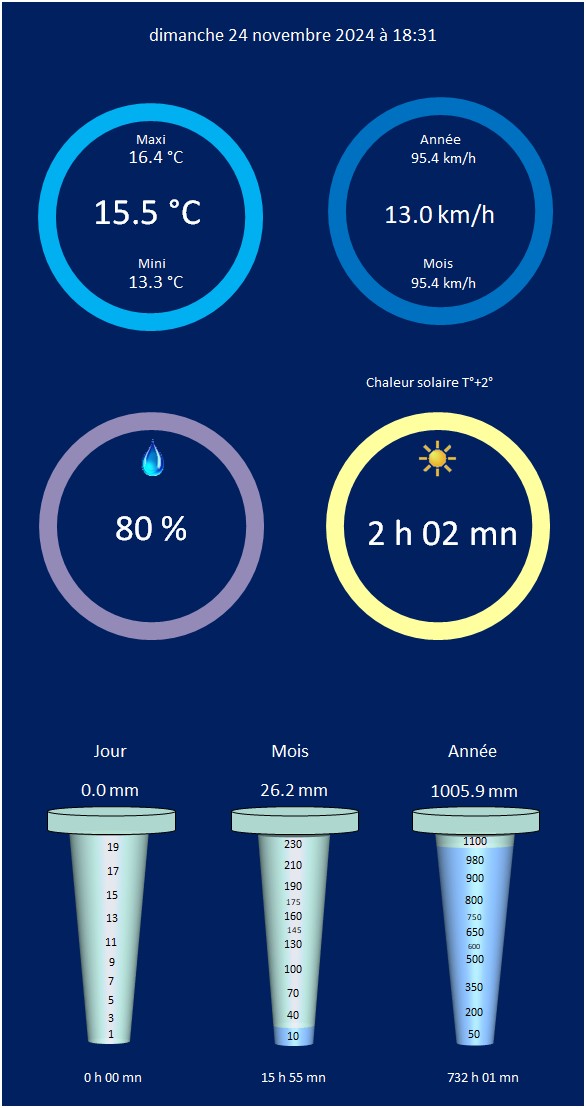 dimanche 24 novembre 2024 à 18:31
Maxi
16.4 °C
15.5 °C
Mini
13.3 °C
Année
95.4 km/h
13.0 km/h
Mois
95.4 km/h
Chaleur solaire T°+2°
80 %
2 h 02 mn
Jour
0.0 mm
19
17
15
13
11
9
7
5
3
1
0 h 00 mn
Mois
26.2 mm
230
210
190
175
160
145
130
100
70
40
10
15 h 55 mn
Année
1005.9 mm
1100
980
900
800
750
650
600
500
350
200
50
732 h 01 mn